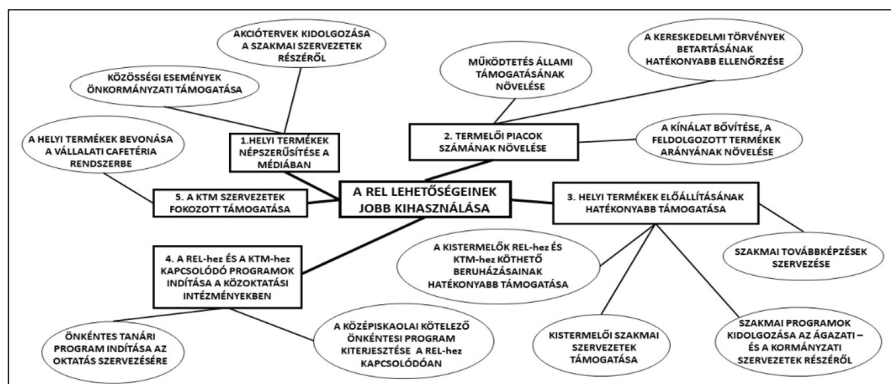 AKCIÓTERVEK KIDOLGOZÁSA
A SZAKMAI SZERVEZETEK
RÉSZÉRŐL
A KERESKEDELMI TÖRVÉNYEK
BETARTÁSÁNAK
HATÉKONYABB ELLENŐRZÉSE
KÖZÖSSÉGI ESEMÉNYEK
ÖNKORMÁNYZATI TÁMOGATÁSA
MŰKÖDTETÉS ÁLLAMI
TÁMOGATÁSÁNAK
NÖVELÉSE
A HELYI TERMÉKEK BEVONÁSA
A VÁLLALATI CAFETÉRIA
RENDSZERBE
1.HELYI TERMÉKEK
NÉPSZERŰSÍTÉSE A
MÉDIÁBAN
2. TERMELŐI PIACOK
SZÁMÁNAK NÖVELÉSE
A KÍNÁLAT BŐVÍTÉSE, A
FELDOLGOZOTT TERMÉKEK
ARÁNYÁNAK NÖVELÉSE
5. A KTM SZERVEZETEK
FOKOZOTT TÁMOGATÁSA
A REL LEHETŐSÉGEINEK
JOBB KIHASZNÁLÁSA
3. HELYI TERMÉKEK ELŐÁLLÍTÁSÁNAK
HATÉKONYABB TÁMOGATÁSA
4. A REL-hez ÉS A KTM-hez
KAPCSOLÓDÓ PROGRAMOK
INDÍTÁSA A KÖZOKTATÁSI
INTÉZMÉNYEKBEN
A KISTERMELŐK REL-hez ÉS
KTM-hez KÖTHETŐ
BERUHÁZÁSAINAK
HATÉKONYABB TÁMOGATÁSA
SZAKMAI TOVÁBBKÉPZÉSEK
SZERVEZÉSE
ÖNKÉNTES TANÁRI
PROGRAM INDÍTÁSA AZ
OKTATÁS SZERVEZÉSÉRE
A KÖZÉPISKAOLAI KÖTELEZŐ
ÖNKÉNTESI PROGRAM
KITERJESZTÉSE A REL-hez
KAPCSOLÓDÓAN
KISTERMELŐI SZAKMAI
SZERVEZETEK
TÁMOGATÁSA
SZAKMAI PROGRAMOK
KIDOLGOZÁSA AZ ÁGAZATI –
ÉS A KORMÁNYZATI
SZERVEZETEK RÉSZÉRŐL